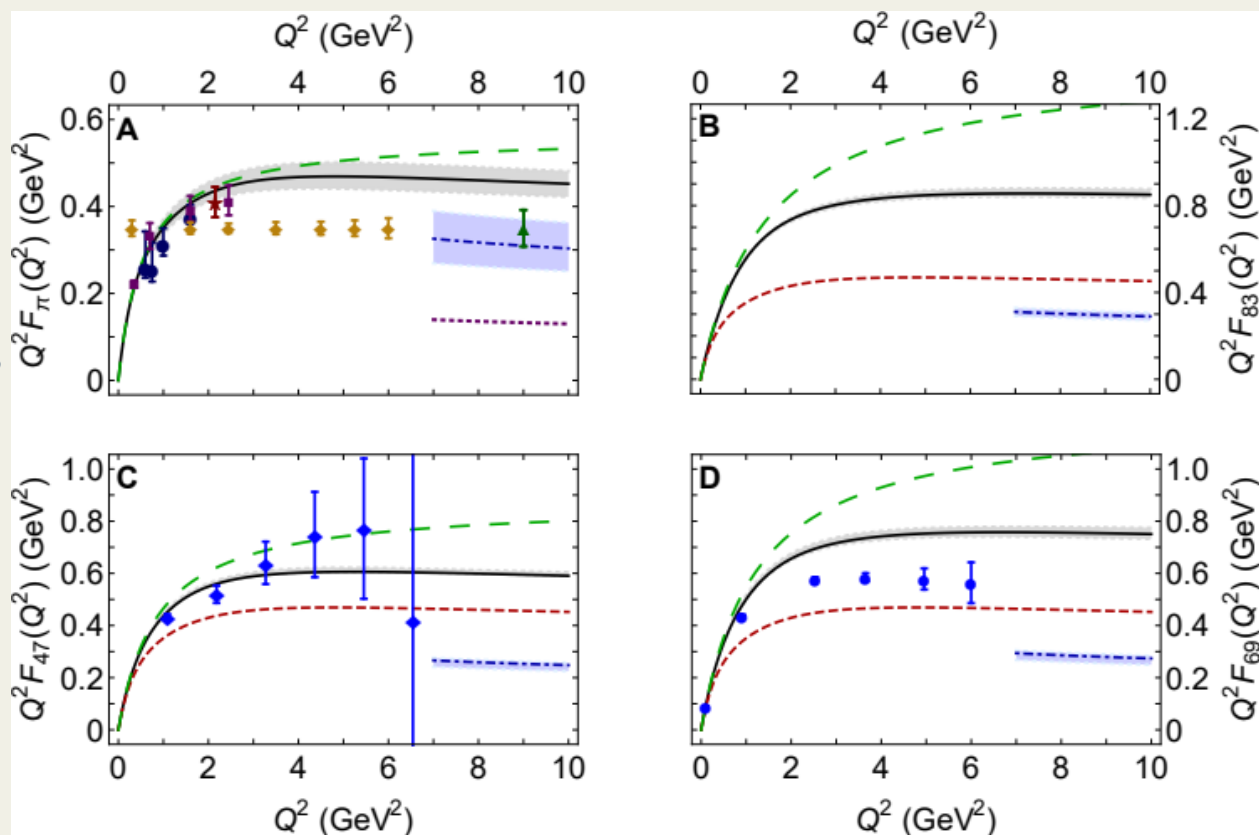 Q² (GeV²) Q² (GeV²)
0 2 4 6 8 10 0 2 4 6 8 10
A B
0.6 0.4 0.2 0
Q²Fπ(Q²) (GeV²)
1.2 0.8 0.4 0
Q²F₈₃(Q²) (GeV²)
C D
1.0 0.8 0.6 0.4 0.2 0
Q²F₄₇(Q²) (GeV²)
1.0 0.8 0.6 0.4 0.2 0
Q²F₆₉(Q²) (GeV²)
0 2 4 6 8 10 0 2 4 6 8 10
Q² (GeV²) Q² (GeV²)